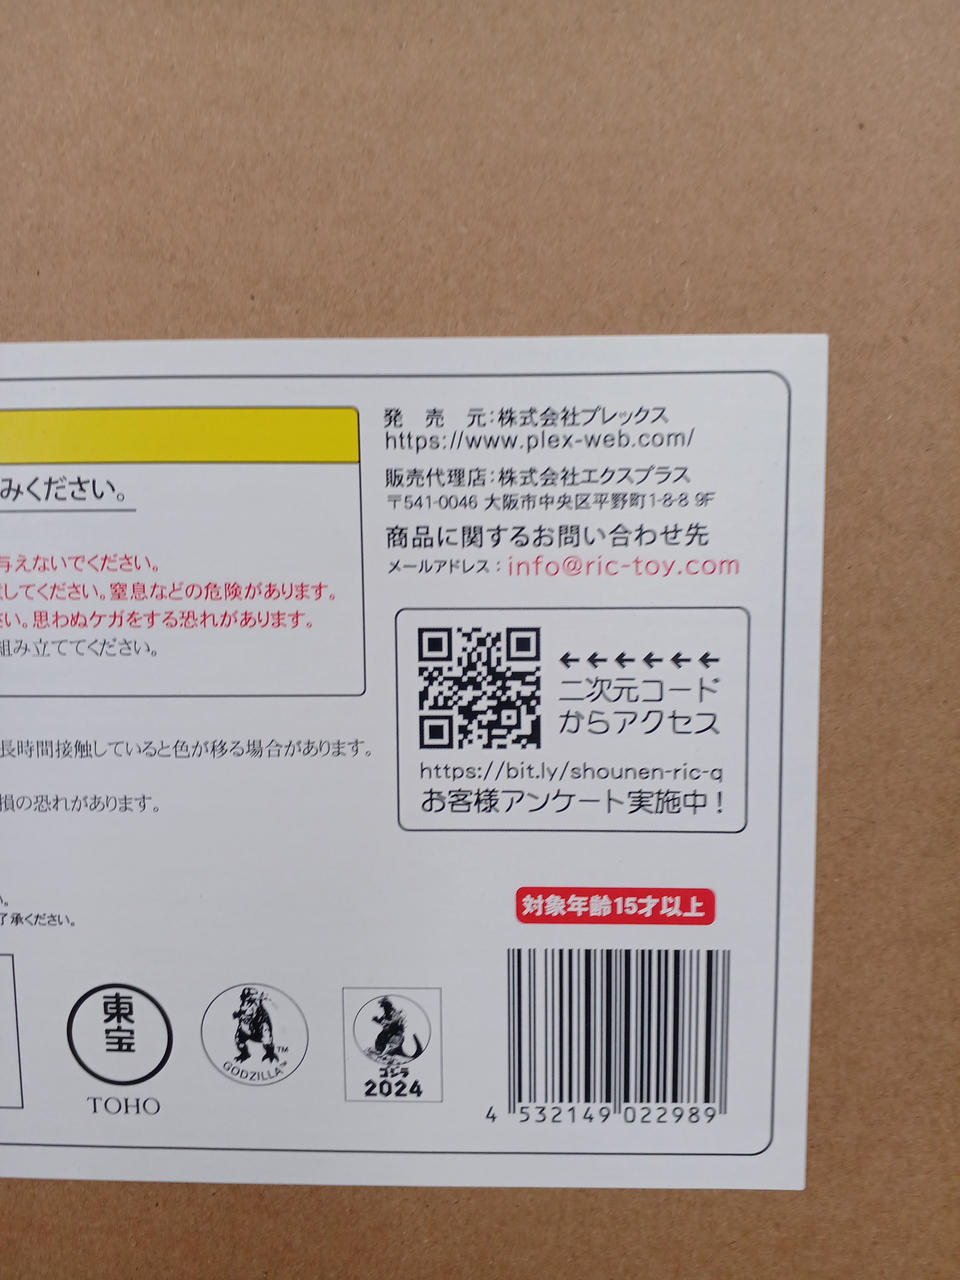 みください。
与えないでください。
してください。窒息などの危険があります。
さい。思わぬケガをする恐れがあります。
組み立ててください。
長時間接触していると色が移る場合があります。
損の恐れがあります。
い。
了承ください。
発 売 元:株式会社プレックス
https://www.plex-web.com/
販売代理店:株式会社エクスプラス
〒541-0046 大阪市中央区平野町1-8-8 9F
商品に関するお問い合わせ先
メールアドレス:info@ric-toy.com
←←←←←←
二次元コード
からアクセス
https://bit.ly/shounen-ric-q
お客様アンケート実施中!
対象年齢15才以上
東宝
TOHO
GODZILLA™
TM
ゴジラ
2024
4 532149 022989